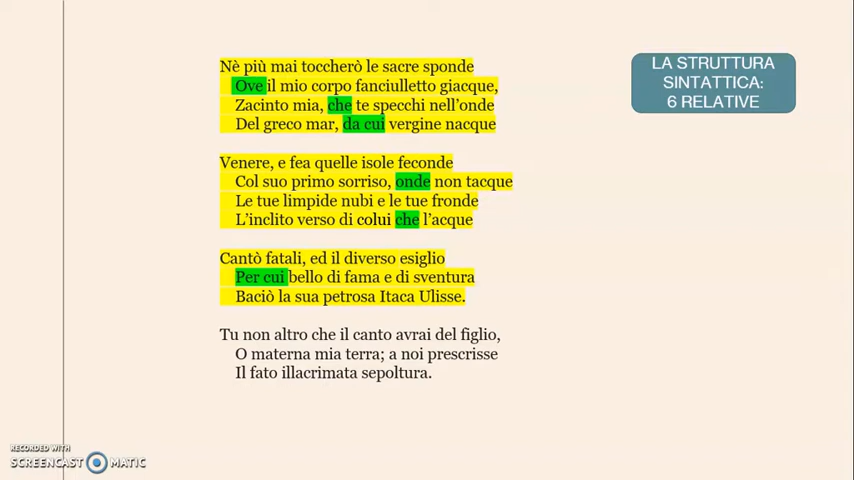 Nè più mai toccherò le sacre sponde
Ove il mio corpo fanciulletto giacque,
Zacinto mia, che te specchi nell'onde
Del greco mar, da cui vergine nacque
Venere, e fea quelle isole feconde
Col suo primo sorriso, onde non tacque
Le tue limpide nubi e le tue fronde
L'inclito verso di colui che l'acque
Cantò fatali, ed il diverso esiglio
Per cui bello di fama e di sventura
Baciò la sua petrosa Itaca Ulisse.
Tu non altro che il canto avrai del figlio,
O materna mia terra; a noi prescrisse
Il fato illacrimata sepoltura.
LA STRUTTURA
SINTATTICA:
6 RELATIVE
RECORDED WITH
SCREENCAST MATIC